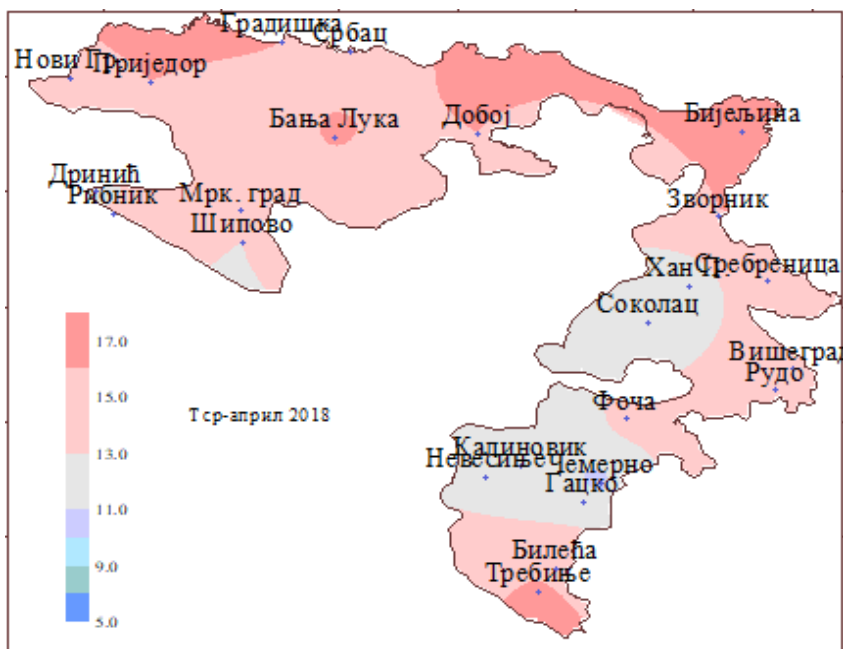 Градишка
Србац
Нови Гр.
Приједор
Бања Лука
Добој
Бијељина
Дринић
Рибник
Мрк. град
Шипово
Зворник
Хан П.
Сребреница
Соколац
Вишеград
Рудо
Фоча
Калиновик
Невесиње
Чемерно
Гацко
Билећа
Требиње
17.0
15.0
13.0
11.0
9.0
5.0
Тср-април 2018